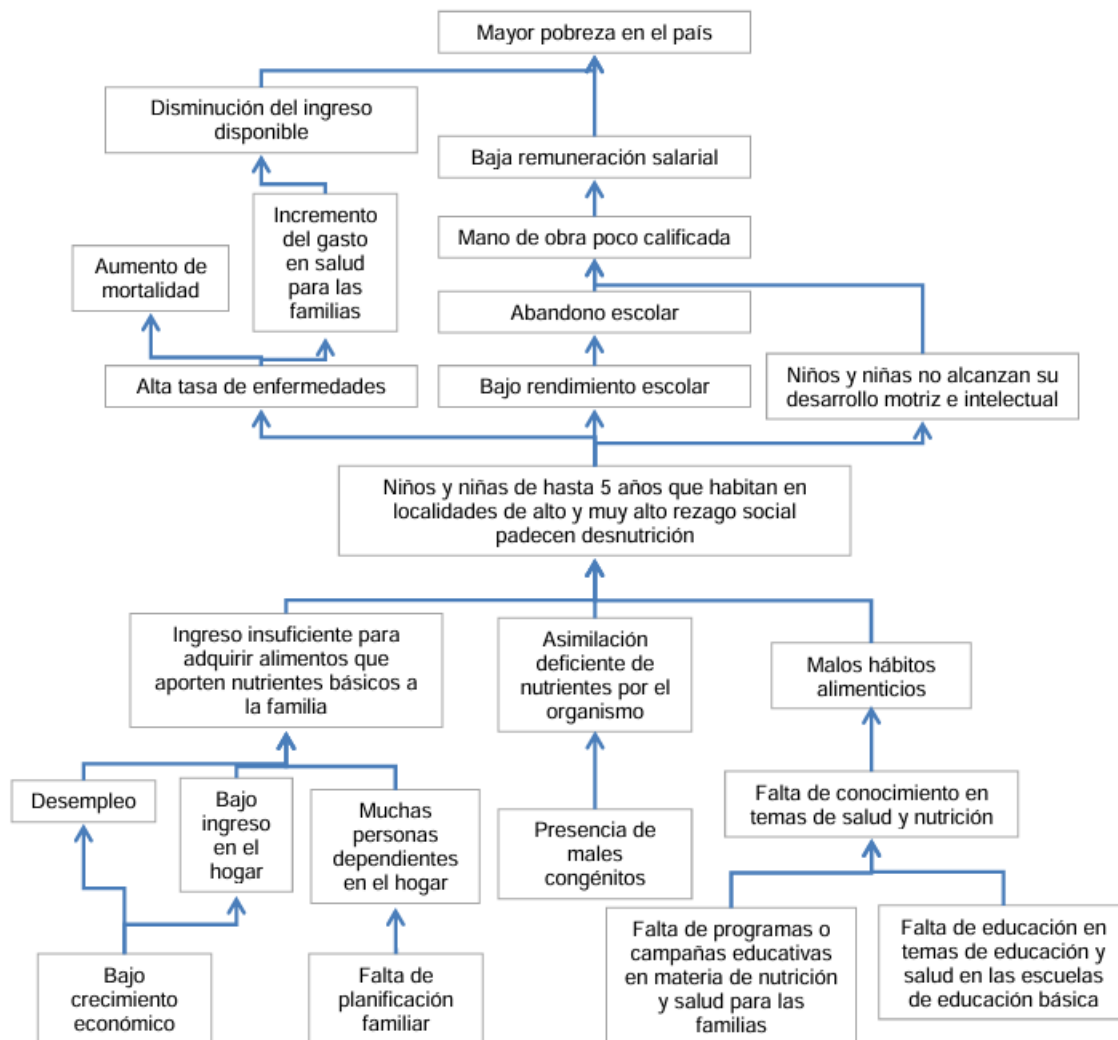 Mayor pobreza en el país
Disminución del ingreso
disponible
Baja remuneración salarial
Incremento
del gasto
en salud
para las
familias
Mano de obra poco calificada
Aumento de
mortalidad
Abandono escolar
Alta tasa de enfermedades
Bajo rendimiento escolar
Niños y niñas no alcanzan su
desarrollo motriz e intelectual
Niños y niñas de hasta 5 años que habitan en
localidades de alto y muy alto rezago social
padecen desnutrición
Ingreso insuficiente para
adquirir alimentos que
aporten nutrientes básicos a
la familia
Asimilación
deficiente de
nutrientes por el
organismo
Malos hábitos
alimenticios
Desempleo
Bajo
ingreso
en el
hogar
Muchas
personas
dependientes
en el hogar
Presencia de
males
congénitos
Falta de conocimiento en
temas de salud y nutrición
Bajo
crecimiento
económico
Falta de
planificación
familiar
Falta de programas o
campañas educativas
en materia de nutrición
y salud para las
familias
Falta de educación en
temas de educación y
salud en las escuelas
de educación básica